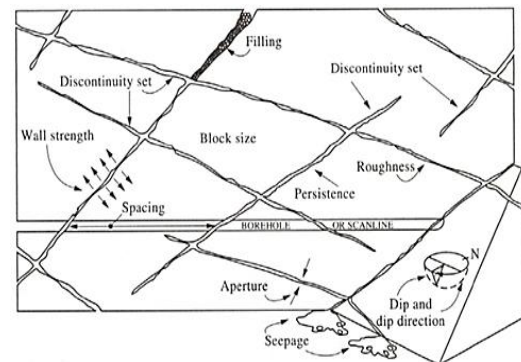 Filling
Discontinuity set
Discontinuity set
Wall strength
Block size
Roughness
Persistence
Spacing
BOREHOLE OR SCANLINE
N
Aperture
Dip and
dip direction
Seepage